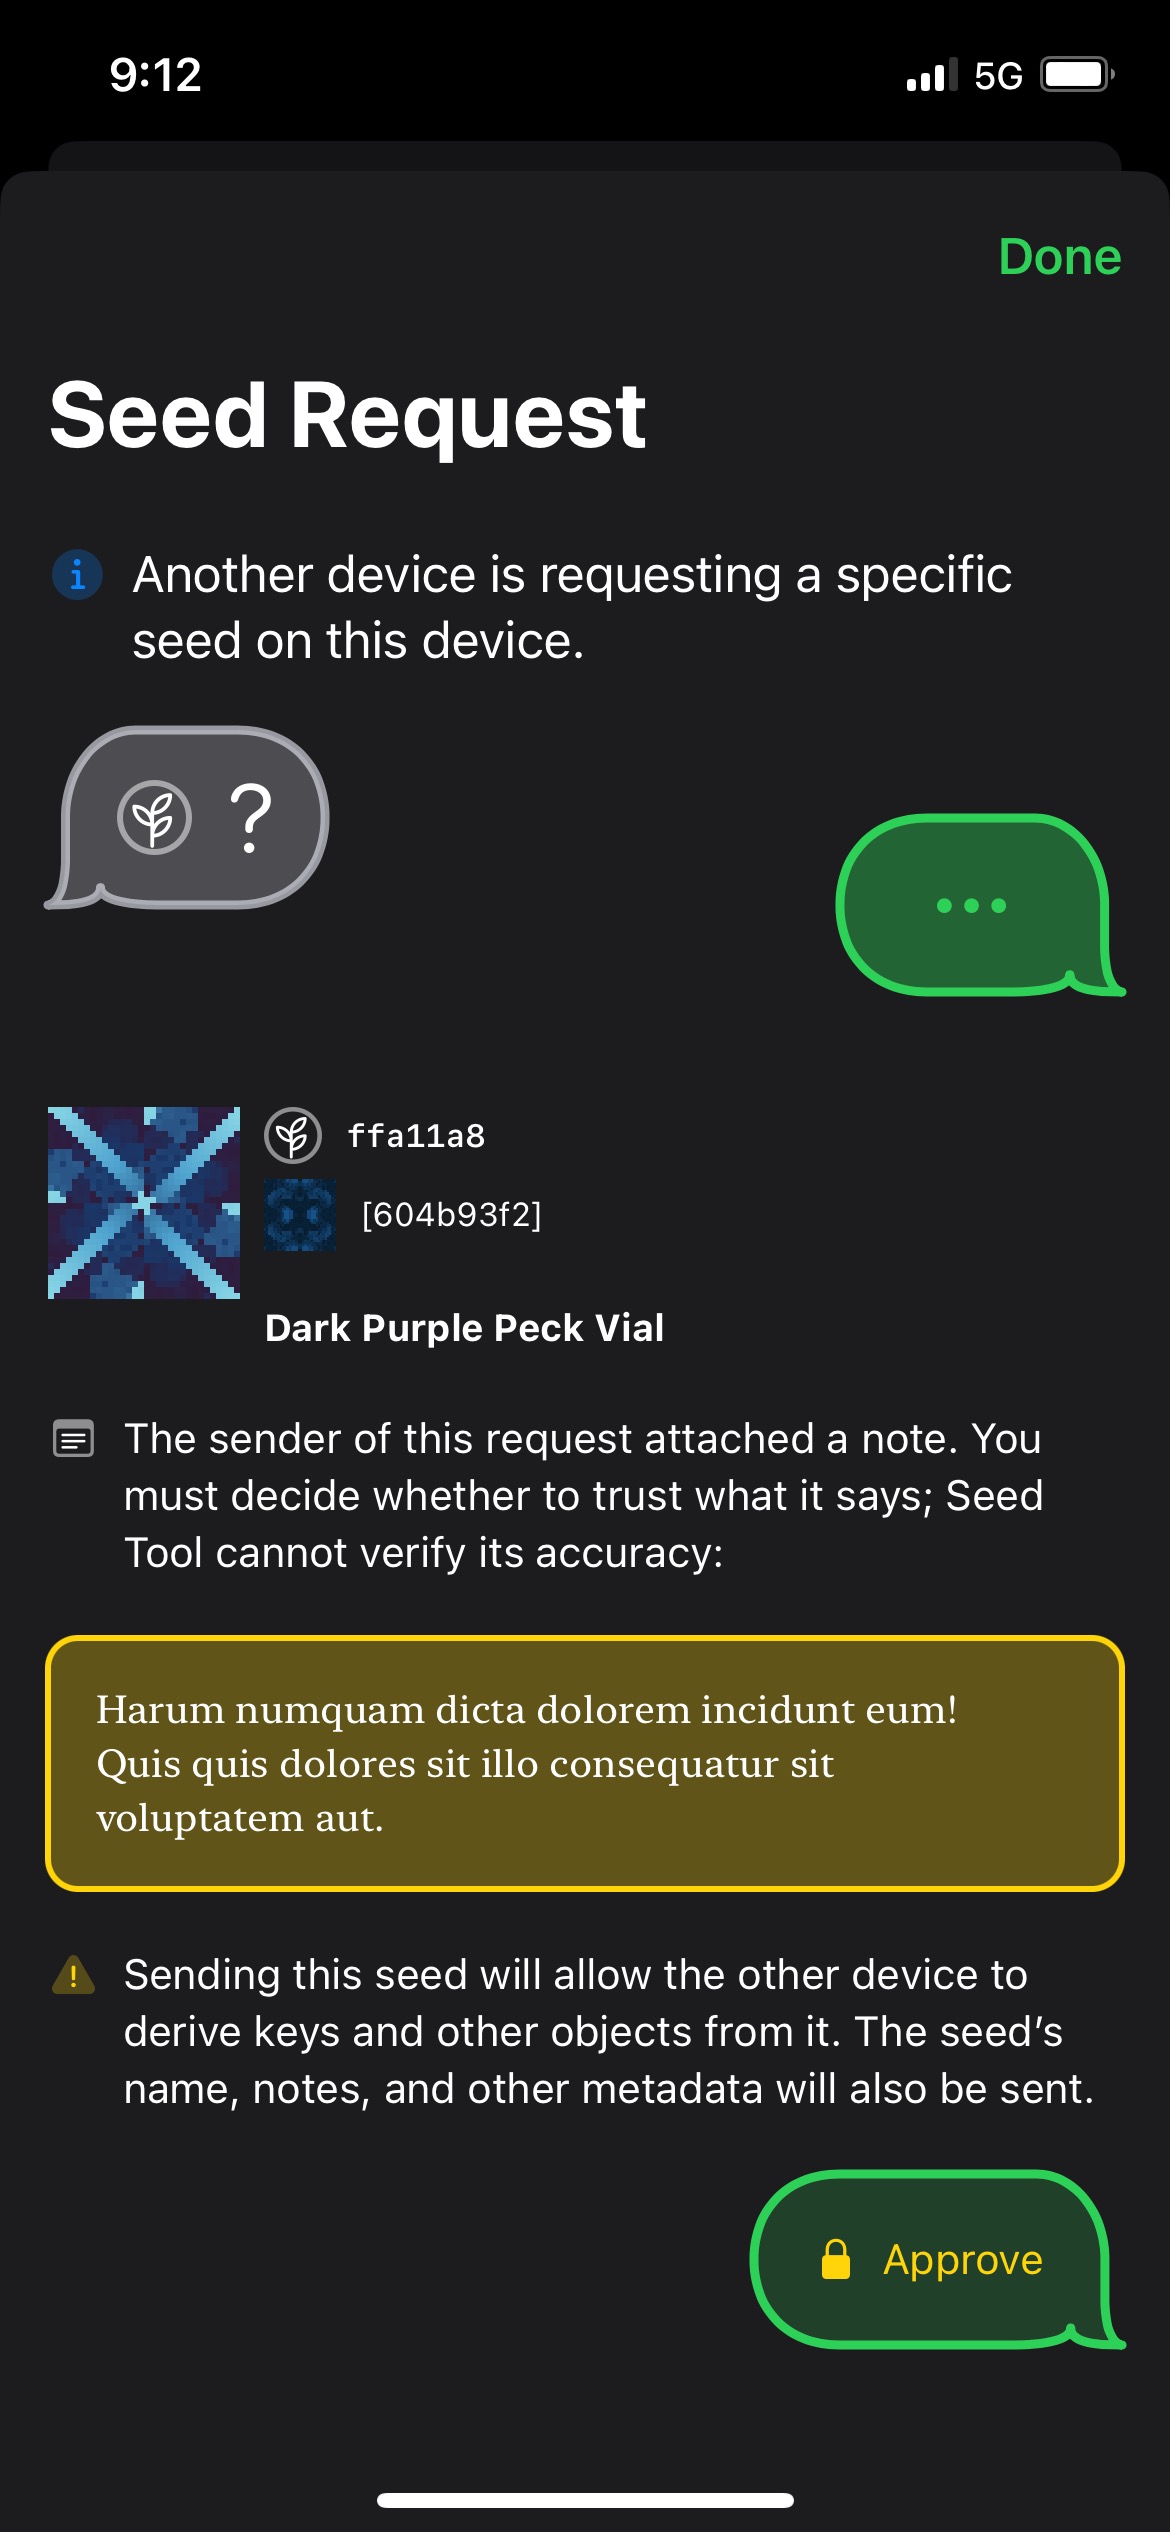 9:12
5G
Done
Seed Request
Another device is requesting a specific
seed on this device.
?
ffa11a8
[604b93f2]
Dark Purple Peck Vial
The sender of this request attached a note. You
must decide whether to trust what it says; Seed
Tool cannot verify its accuracy:
Harum numquam dicta dolorem incidunt eum!
Quis quis dolores sit illo consequatur sit
voluptatem aut.
Sending this seed will allow the other device to
derive keys and other objects from it. The seed’s
name, notes, and other metadata will also be sent.
Approve